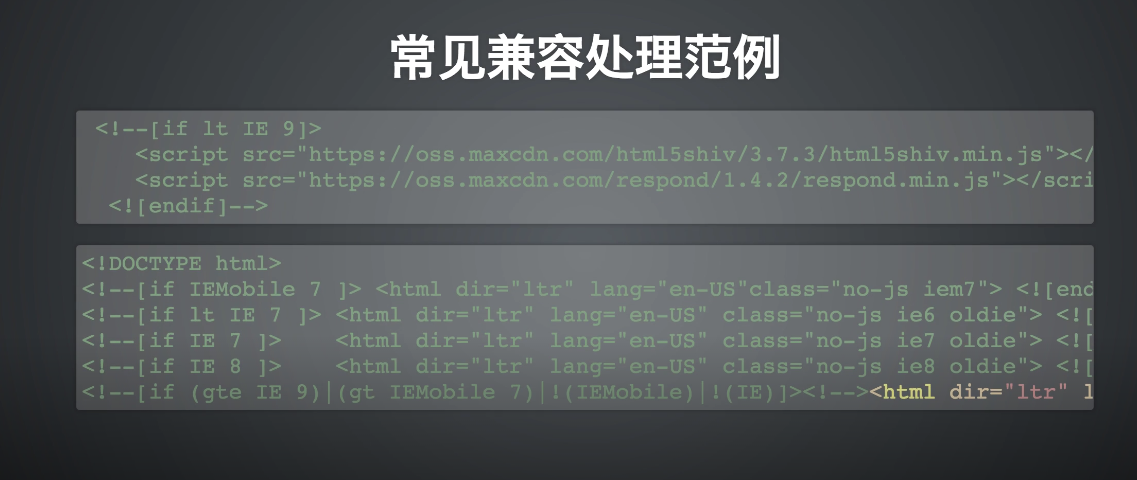 常见兼容处理范例
<!--[if lt IE 9]>
<script src="https://oss.maxcdn.com/html5shiv/3.7.3/html5shiv.min.js"></
<script src="https://oss.maxcdn.com/respond/1.4.2/respond.min.js"></scri
<![endif]-->
<!DOCTYPE html>
<!--[if IEMobile 7 ]> <html dir="ltr" lang="en-US"class="no-js iem7"> <![end
<!--[if lt IE 7 ]> <html dir="ltr" lang="en-US" class="no-js ie6 oldie"> <![
<!--[if IE 7 ]>    <html dir="ltr" lang="en-US" class="no-js ie7 oldie"> <![
<!--[if IE 8 ]>    <html dir="ltr" lang="en-US" class="no-js ie8 oldie"> <![
<!--[if (gte IE 9)|(gt IEMobile 7)|!(IEMobile)|!(IE)]><!--><html dir="ltr" l